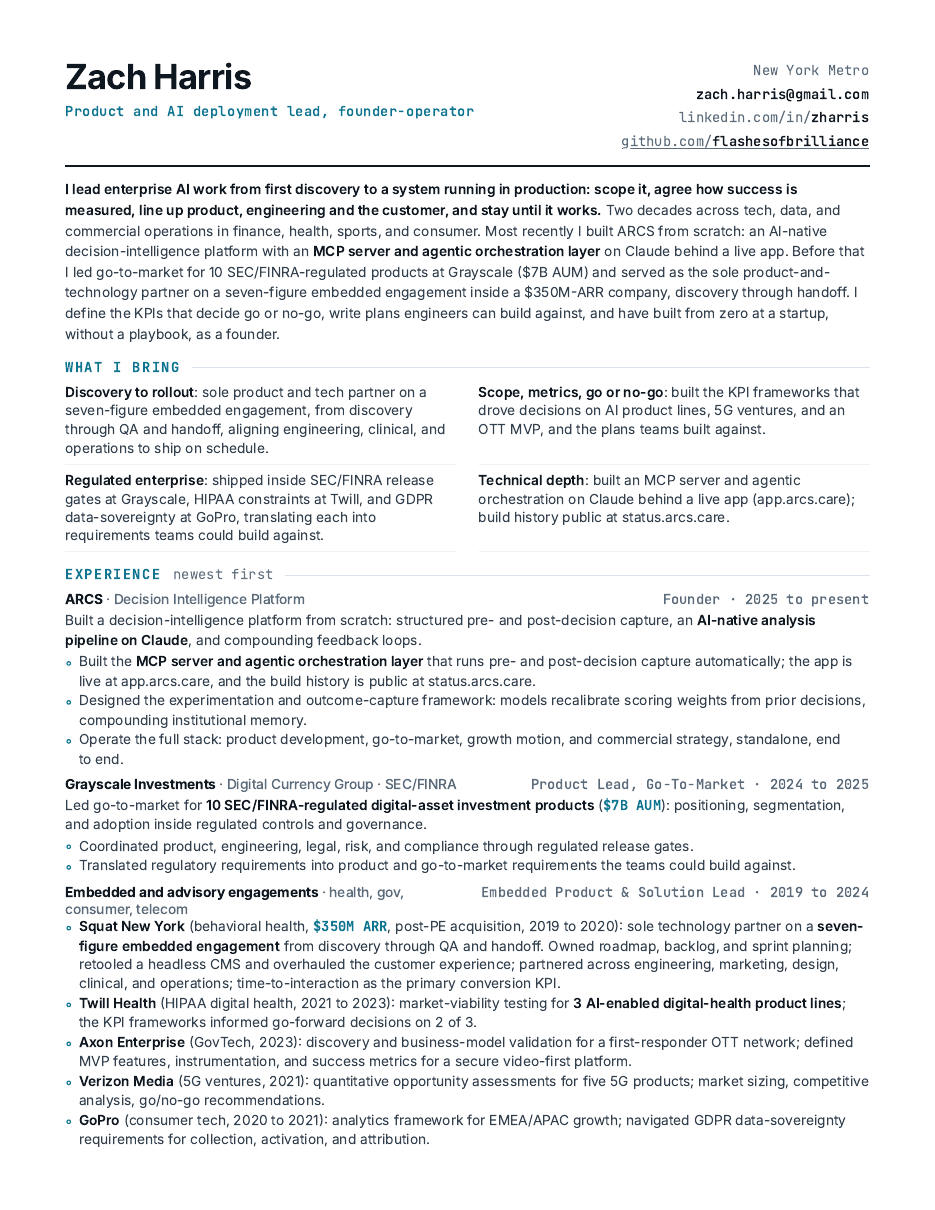 Zach Harris
Product and AI deployment lead, founder-operator
New York Metro
zach.harris@gmail.com
linkedin.com/in/zharris
github.com/flashesofbrilliance
I lead enterprise AI work from first discovery to a system running in production: scope it, agree how success is
measured, line up product, engineering and the customer, and stay until it works. Two decades across tech, data, and
commercial operations in finance, health, sports, and consumer. Most recently I built ARCS from scratch: an AI-native
decision-intelligence platform with an MCP server and agentic orchestration layer on Claude behind a live app. Before that
I led go-to-market for 10 SEC/FINRA-regulated products at Grayscale ($7B AUM) and served as the sole product-and-
technology partner on a seven-figure embedded engagement inside a $350M-ARR company, discovery through handoff. I
define the KPIs that decide go or no-go, write plans engineers can build against, and have built from zero at a startup,
without a playbook, as a founder.
WHAT I BRING
Discovery to rollout: sole product and tech partner on a
seven-figure embedded engagement, from discovery
through QA and handoff, aligning engineering, clinical, and
operations to ship on schedule.
Scope, metrics, go or no-go: built the KPI frameworks that
drove decisions on AI product lines, 5G ventures, and an
OTT MVP, and the plans teams built against.
Regulated enterprise: shipped inside SEC/FINRA release
gates at Grayscale, HIPAA constraints at Twill, and GDPR
data-sovereignty at GoPro, translating each into
requirements teams could build against.
Technical depth: built an MCP server and agentic
orchestration on Claude behind a live app (app.arcs.care);
build history public at status.arcs.care.
EXPERIENCE newest first
ARCS · Decision Intelligence Platform Founder · 2025 to present
Built a decision-intelligence platform from scratch: structured pre- and post-decision capture, an AI-native analysis
pipeline on Claude, and compounding feedback loops.
Built the MCP server and agentic orchestration layer that runs pre- and post-decision capture automatically; the app is
live at app.arcs.care, and the build history is public at status.arcs.care.
Designed the experimentation and outcome-capture framework: models recalibrate scoring weights from prior decisions,
compounding institutional memory.
Operate the full stack: product development, go-to-market, growth motion, and commercial strategy, standalone, end
to end.
Grayscale Investments · Digital Currency Group · SEC/FINRA Product Lead, Go-To-Market · 2024 to 2025
Led go-to-market for 10 SEC/FINRA-regulated digital-asset investment products ($7B AUM): positioning, segmentation,
and adoption inside regulated controls and governance.
Coordinated product, engineering, legal, risk, and compliance through regulated release gates.
Translated regulatory requirements into product and go-to-market requirements the teams could build against.
Embedded and advisory engagements · health, gov, Embedded Product & Solution Lead · 2019 to 2024
consumer, telecom
Squat New York (behavioral health, $350M ARR, post-PE acquisition, 2019 to 2020): sole technology partner on a seven-
figure embedded engagement from discovery through QA and handoff. Owned roadmap, backlog, and sprint planning;
retooled a headless CMS and overhauled the customer experience; partnered across engineering, marketing, design,
clinical, and operations; time-to-interaction as the primary conversion KPI.
Twill Health (HIPAA digital health, 2021 to 2023): market-viability testing for 3 AI-enabled digital-health product lines;
the KPI frameworks informed go-forward decisions on 2 of 3.
Axon Enterprise (GovTech, 2023): discovery and business-model validation for a first-responder OTT network; defined
MVP features, instrumentation, and success metrics for a secure video-first platform.
Verizon Media (5G ventures, 2021): quantitative opportunity assessments for five 5G products; market sizing, competitive
analysis, go/no-go recommendations.
GoPro (consumer tech, 2020 to 2021): analytics framework for EMEA/APAC growth; navigated GDPR data-sovereignty
requirements for collection, activation, and attribution.